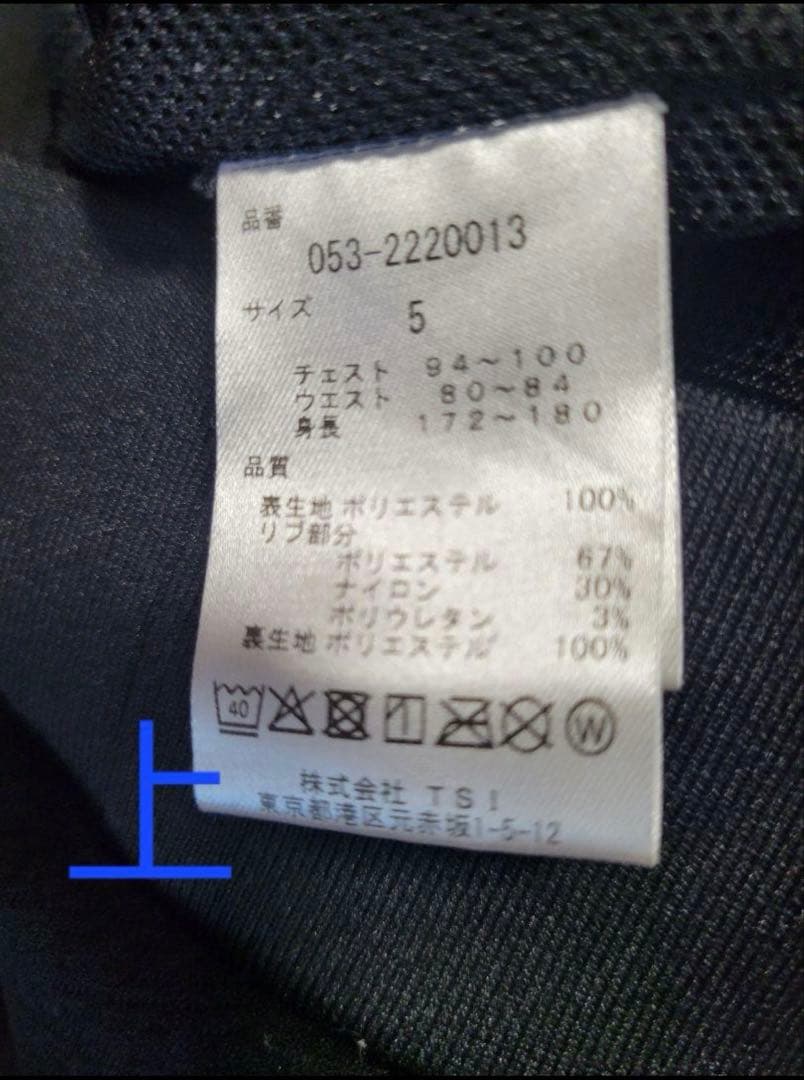 品番
053-2220013
サイズ 5
チェスト 94~100
ウエスト 80~84
身長 172~180
品質
表生地 ポリエステル 100%
リブ部分
ポリエステル 67%
ナイロン 30%
ポリウレタン 3%
裏生地 ポリエステル 100%
40 W
株式会社 TSI
東京都港区元赤坂1-5-12
上